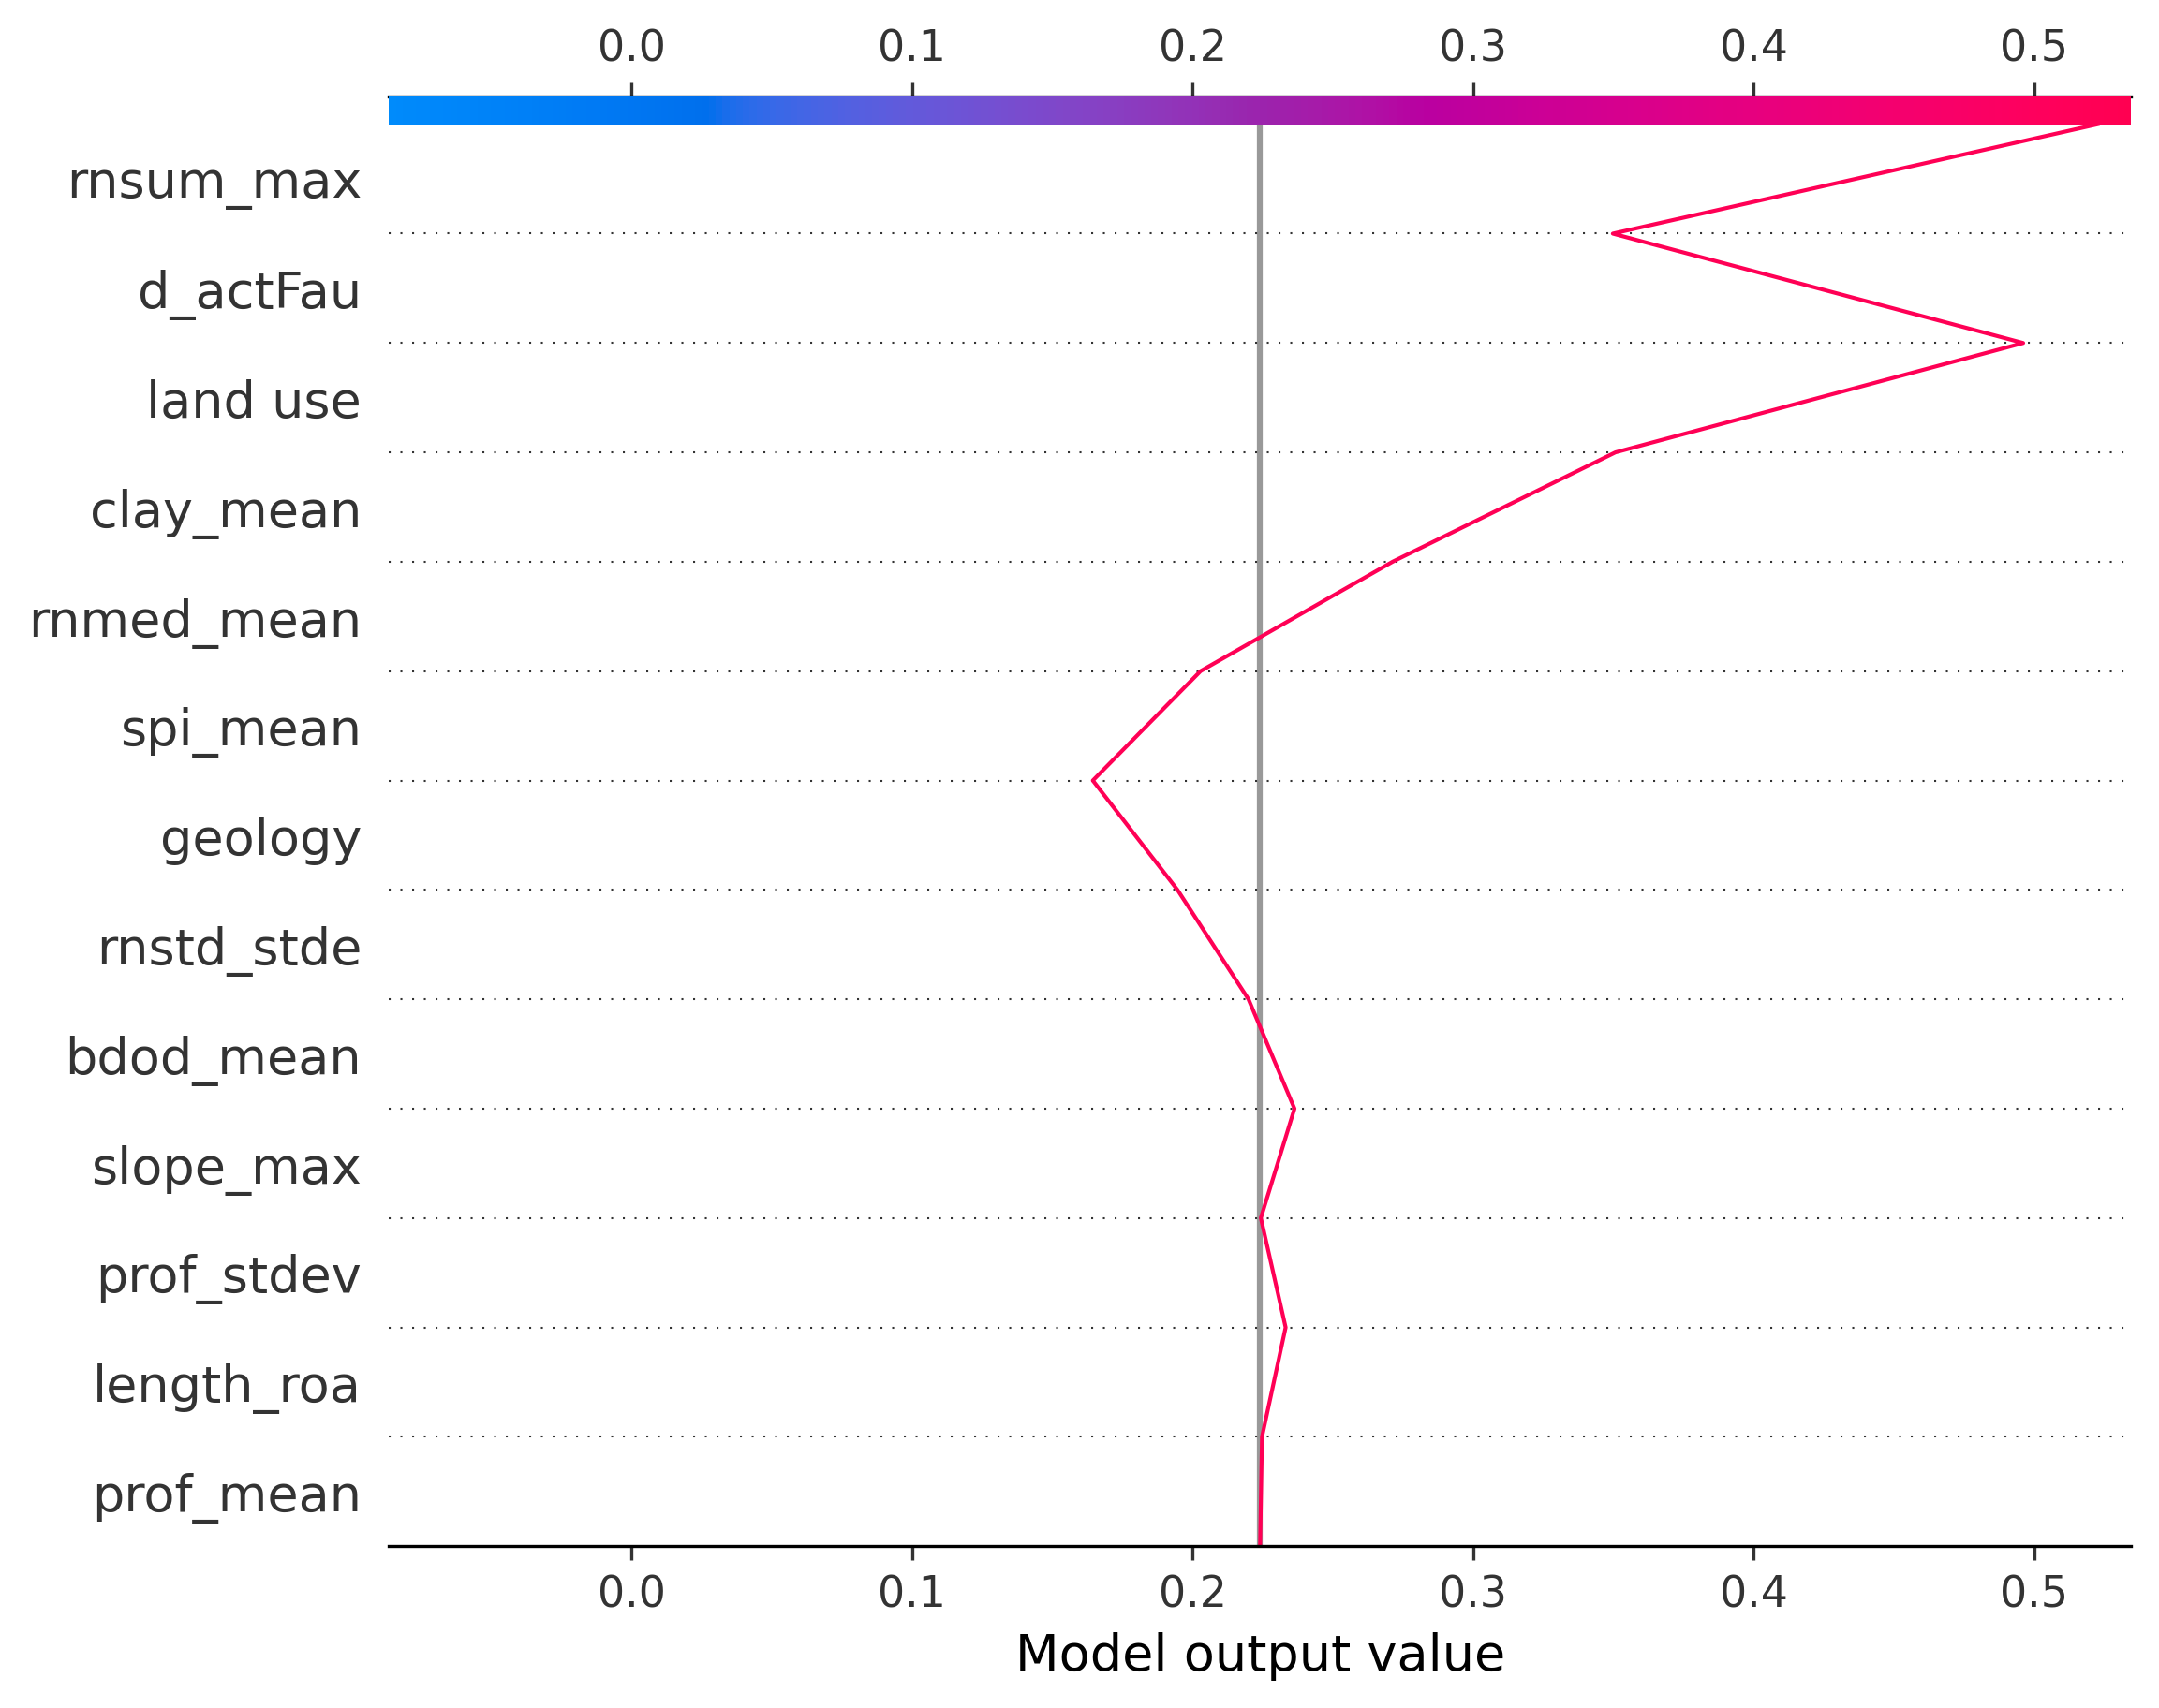 0.0 0.1 0.2 0.3 0.4 0.5
rnsum_max
d_actFau
land use
clay_mean
rnmed_mean
spi_mean
geology
rnstd_stde
bdod_mean
slope_max
prof_stdev
length_roa
prof_mean
0.0 0.1 0.2 0.3 0.4 0.5
Model output value